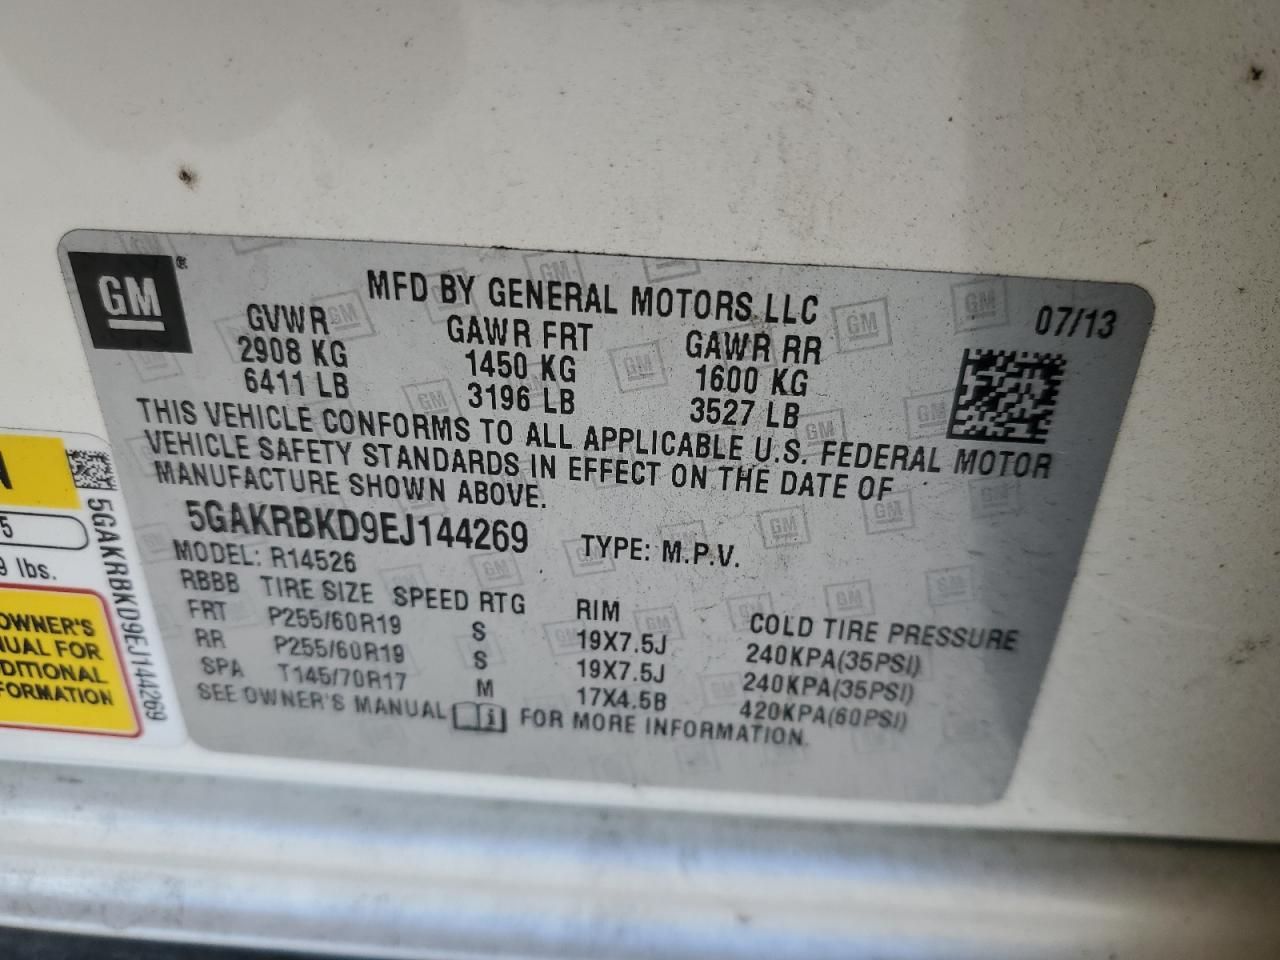 GM®
MFD BY GENERAL MOTORS LLC
07/13
GVWR GAWR FRT GAWR RR
2908 KG 1450 KG 1600 KG
6411 LB 3196 LB 3527 LB
THIS VEHICLE CONFORMS TO ALL APPLICABLE U.S. FEDERAL MOTOR
VEHICLE SAFETY STANDARDS IN EFFECT ON THE DATE OF
MANUFACTURE SHOWN ABOVE.
5GAKRBKD9EJ144269 TYPE: M.P.V.
MODEL: R14526
RBBB TIRE SIZE SPEED RTG RIM COLD TIRE PRESSURE
FRT P255/60R19 S 19X7.5J 240KPA(35PSI)
RR P255/60R19 S 19X7.5J 240KPA(35PSI)
SPA T145/70R17 M 17X4.5B 420KPA(60PSI)
SEE OWNER'S MANUAL FOR MORE INFORMATION.
5GAKRBKD9EJ144269
N
5
9 lbs.
OWNER'S
UAL FOR
DITIONAL
FORMATION